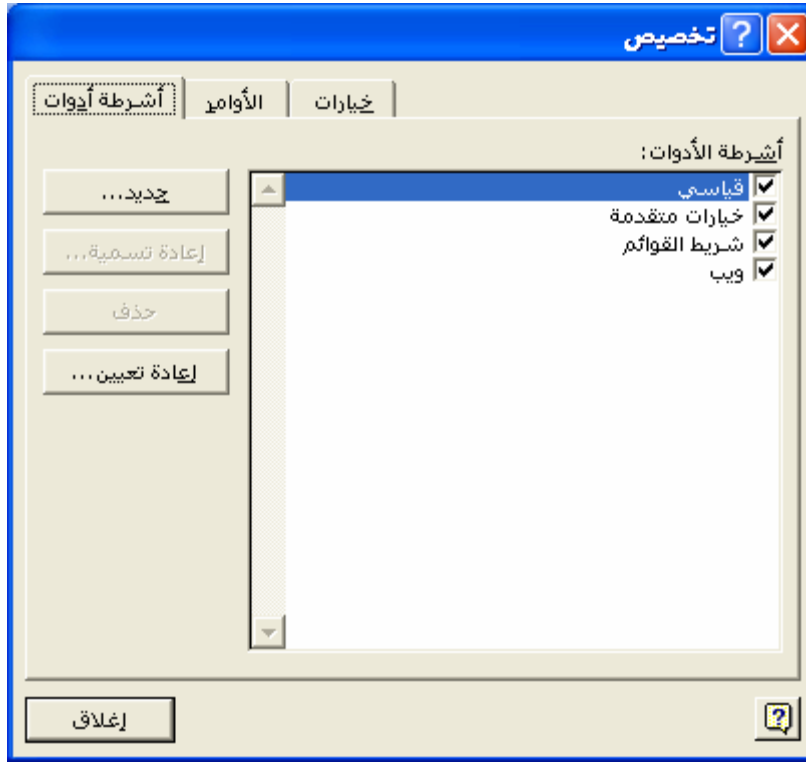 تخصيص
أشرطة أدوات
الأوامر
خيارات
أشرطة الأدوات:
قياسي
خيارات متقدمة
شريط القوائم
ويب
جديد...
إعادة تسمية...
حذف
إعادة تعيين...
إغلاق